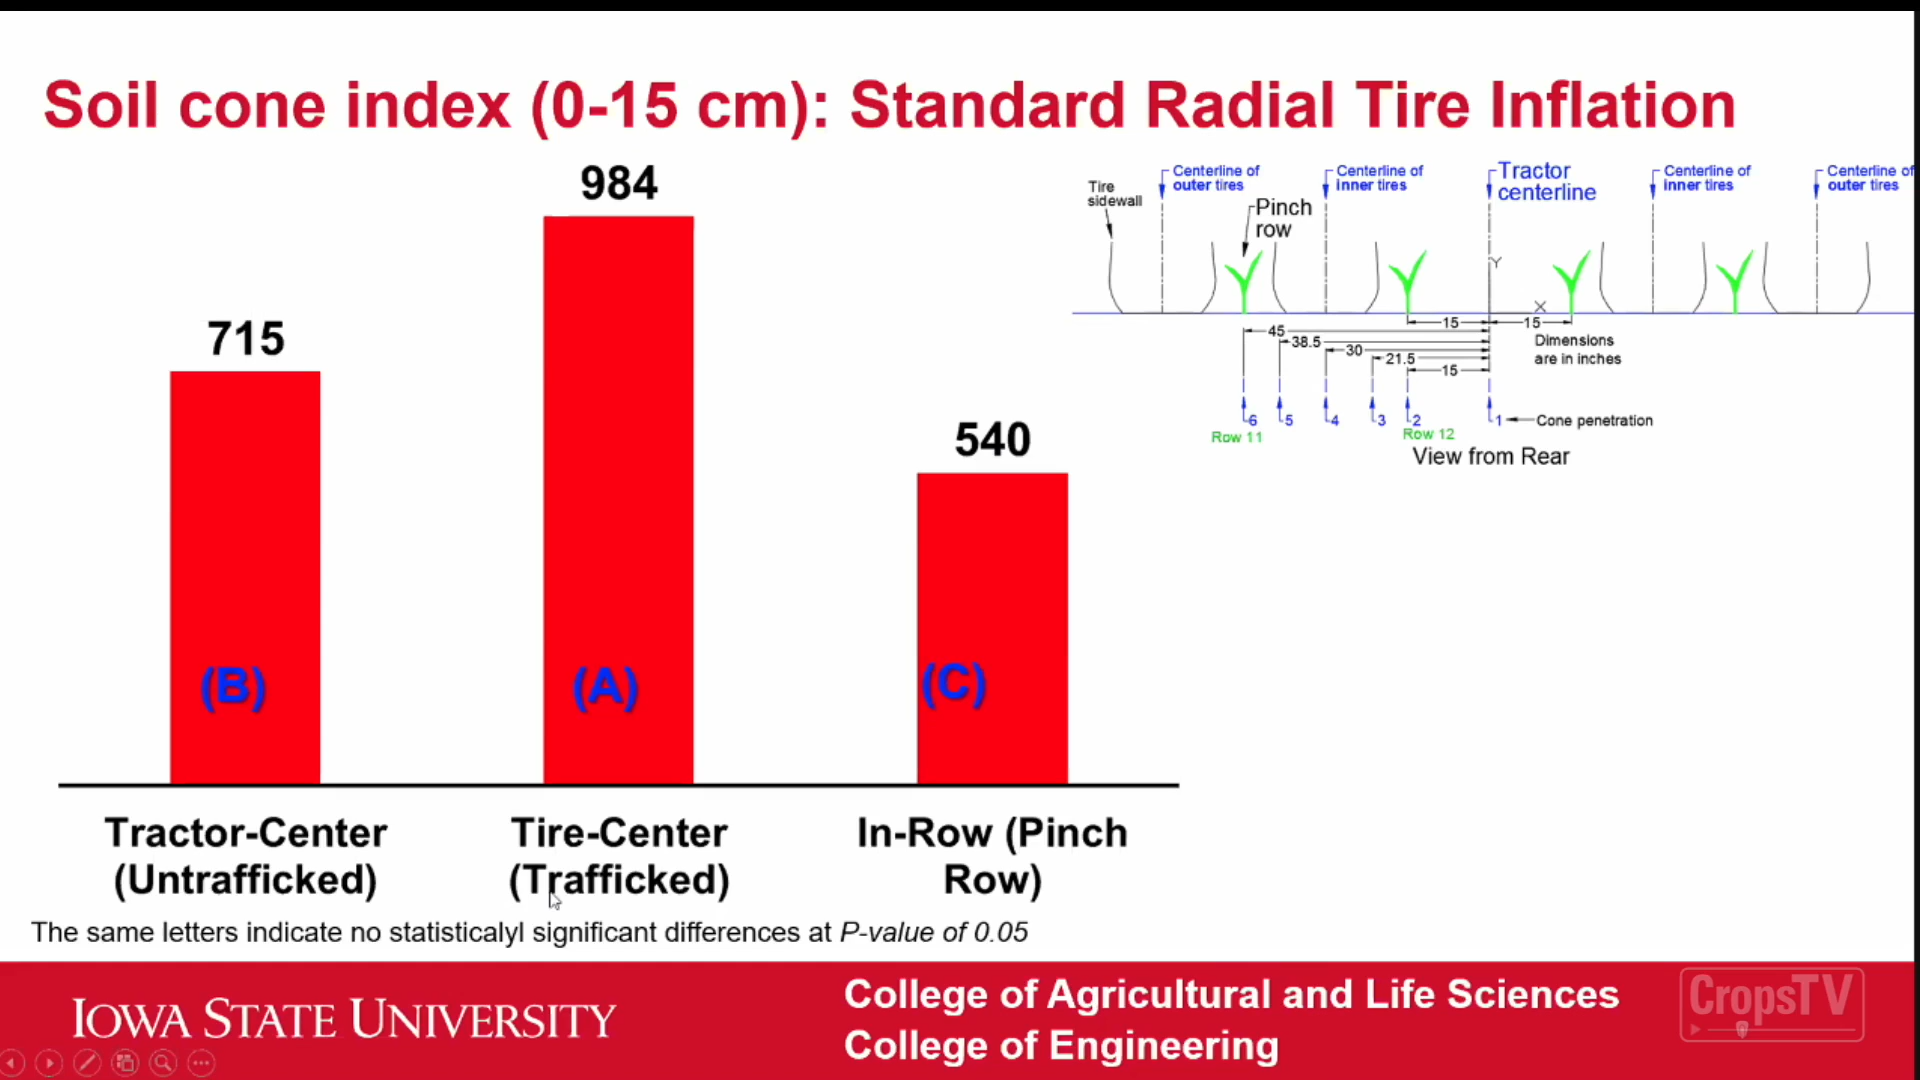 Soil cone index (0-15 cm): Standard Radial Tire Inflation
984
715
540
(B)
(A)
(C)
Tractor-Center
(Untrafficked)
Tire-Center
(Trafficked)
In-Row (Pinch
Row)
The same letters indicate no statisticalyl significant differences at P-value of 0.05
Tire
sidewall
Centerline of
outer tires
Pinch
row
Centerline of
inner tires
Tractor
centerline
Centerline of
inner tires
Centerline of
outer tires
Y
X
15
15
45
38.5
30
21.5
15
Dimensions
are in inches
6
5
4
3
2
1
Cone penetration
Row 11
Row 12
View from Rear
IOWA STATE UNIVERSITY
College of Agricultural and Life Sciences
College of Engineering
CropsTV